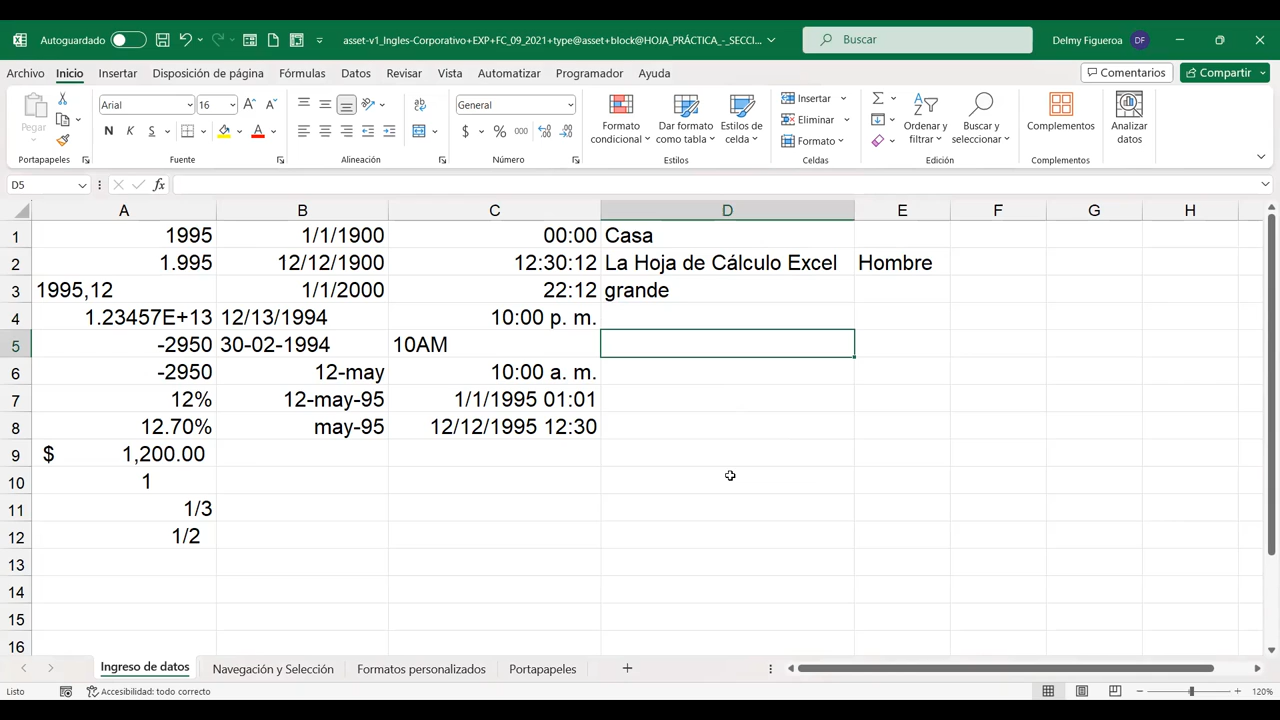 Autoguardado
asset-v1_Ingles-Corporativo+EXP+FC_09_2021+type@asset+block@HOJA_PRÁCTICA_-_SECCI...
Buscar
Delmy Figueroa DF
Archivo Inicio Insertar Disposición de página Fórmulas Datos Revisar Vista Automatizar Programador Ayuda
Comentarios Compartir
Pegar
Arial 16
N K S
General
$ % 000
Formato condicional
Dar formato como tabla
Estilos de celda
Insertar
Eliminar
Formato
Ordenar y filtrar
Buscar y seleccionar
Complementos
Analizar datos
Portapapeles Fuente Alineación Número Estilos Celdas Edición Complementos
D5 fx
A B C D E F G H
1 1995 1/1/1900 00:00 Casa
2 1.995 12/12/1900 12:30:12 La Hoja de Cálculo Excel Hombre
3 1995,12 1/1/2000 22:12 grande
4 1.23457E+13 12/13/1994 10:00 p. m.
5 -2950 30-02-1994 10AM
6 -2950 12-may 10:00 a. m.
7 12% 12-may-95 1/1/1995 01:01
8 12.70% may-95 12/12/1995 12:30
9 $ 1,200.00
10 1
11 1/3
12 1/2
13
14
15
16
Ingreso de datos Navegación y Selección Formatos personalizados Portapapeles
Listo Accesibilidad: todo correcto 120%